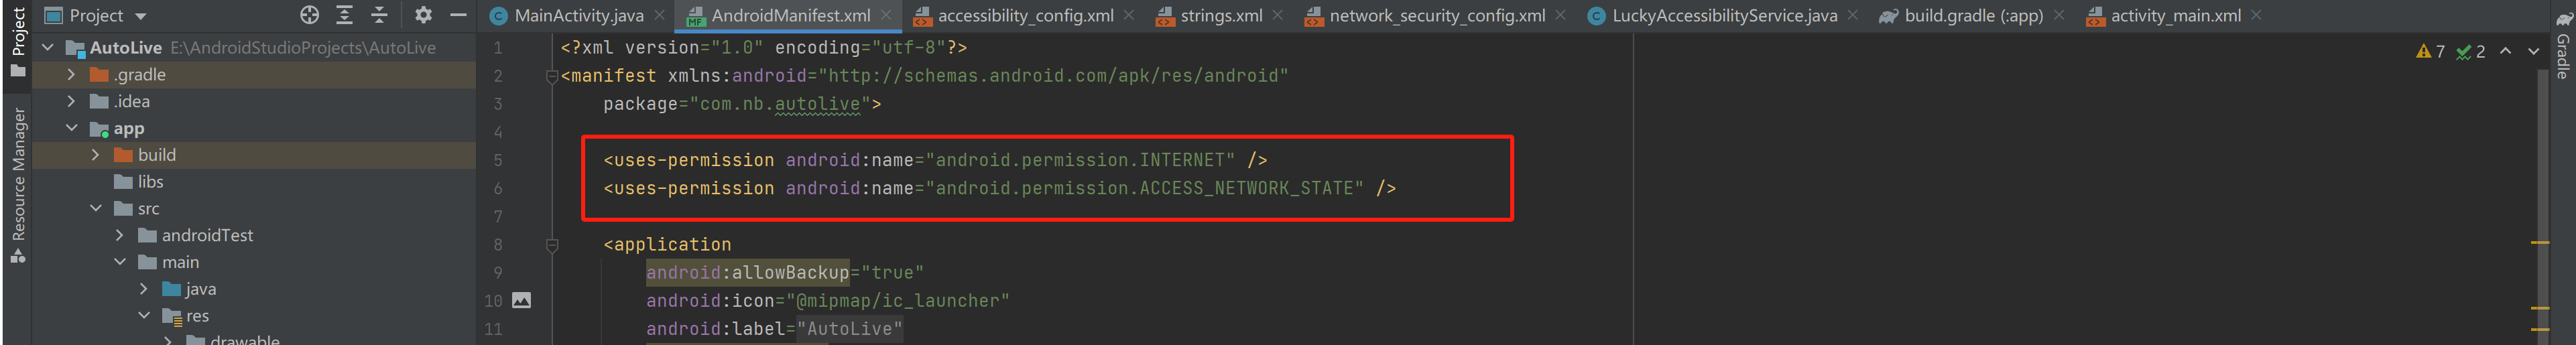 Project
MainActivity.java
AndroidManifest.xml
accessibility_config.xml
strings.xml
network_security_config.xml
LuckyAccessibilityService.java
build.gradle (:app)
activity_main.xml
Project
Resource Manager
AutoLive E:\AndroidStudioProjects\AutoLive
.gradle
.idea
app
build
libs
src
androidTest
main
java
res
drawable
1 <?xml version="1.0" encoding="utf-8"?>
2 <manifest xmlns:android="http://schemas.android.com/apk/res/android"
3 package="com.nb.autolive">
4
5 <uses-permission android:name="android.permission.INTERNET" />
6 <uses-permission android:name="android.permission.ACCESS_NETWORK_STATE" />
7
8 <application
9 android:allowBackup="true"
10 android:icon="@mipmap/ic_launcher"
11 android:label="AutoLive"
7 2
Gradle